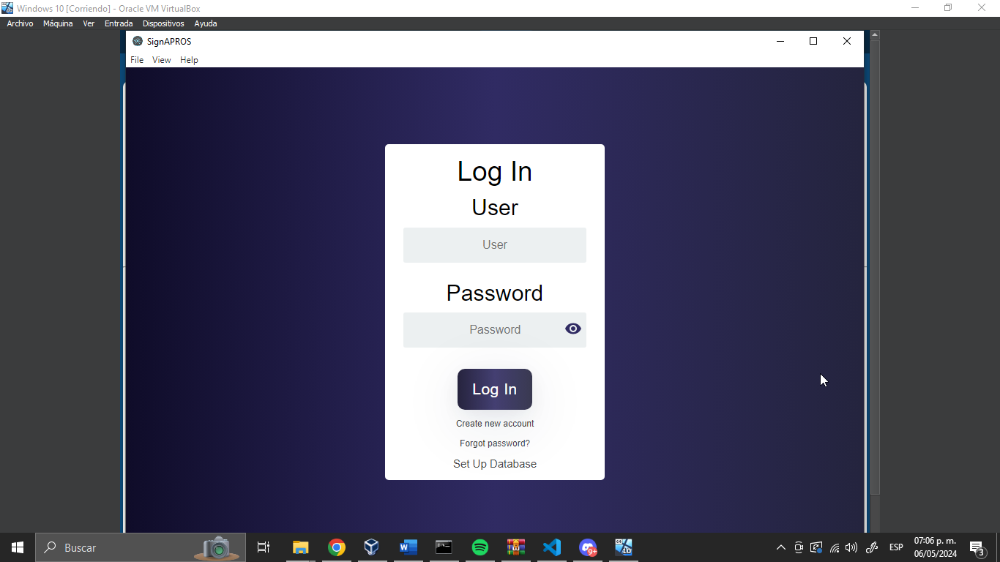 Windows 10 [Corriendo] - Oracle VM VirtualBox
Archivo Máquina Ver Entrada Dispositivos Ayuda
SignAPROS
File View Help
Log In
User
User
Password
Password
Log In
Create new account
Forgot password?
Set Up Database
Buscar
ESP
07:06 p. m.
06/05/2024
9+
10
3